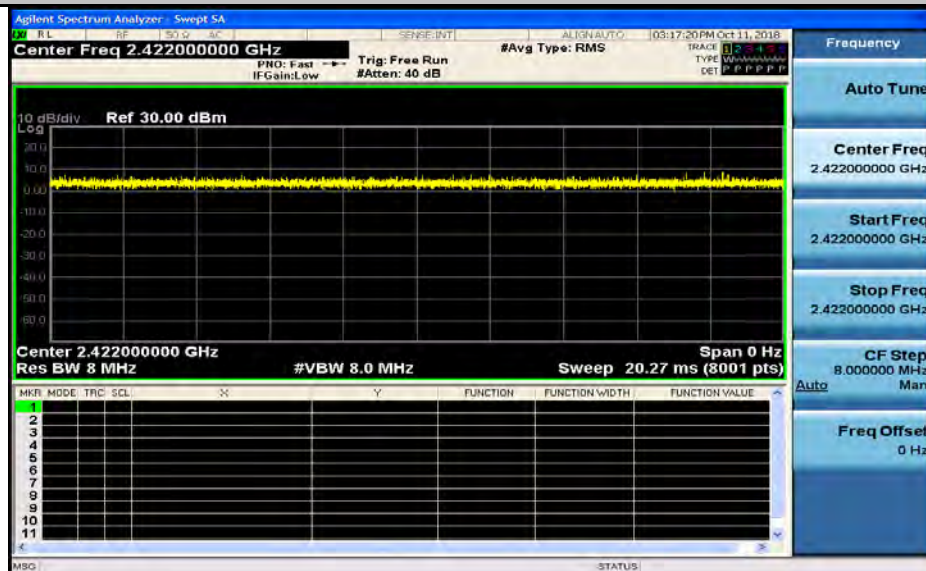 Agilent Spectrum Analyzer - Swept SA
LXI RL RF 50 Ω AC SENSE:INT ALIGN AUTO 03:17:20 PM Oct 11, 2018
Center Freq 2.422000000 GHz
PNO: Fast
IFGain:Low
Trig: Free Run
#Atten: 40 dB
#Avg Type: RMS
TRACE 1 2 3 4 5 6
TYPE
DET P P P P P P
10 dB/div Ref 30.00 dBm
Log
20.0
10.0
0.00
-10.0
-20.0
-30.0
-40.0
-50.0
-60.0
Center 2.422000000 GHz Span 0 Hz
Res BW 8 MHz #VBW 8.0 MHz Sweep 20.27 ms (8001 pts)
MKR MODE TRC SCL X Y FUNCTION FUNCTION WIDTH FUNCTION VALUE
1
2
3
4
5
6
7
8
9
10
11
MSG STATUS
Frequency
Auto Tune
Center Freq
2.422000000 GHz
Start Freq
2.422000000 GHz
Stop Freq
2.422000000 GHz
CF Step
8.000000 MHz
Auto Man
Freq Offset
0 Hz